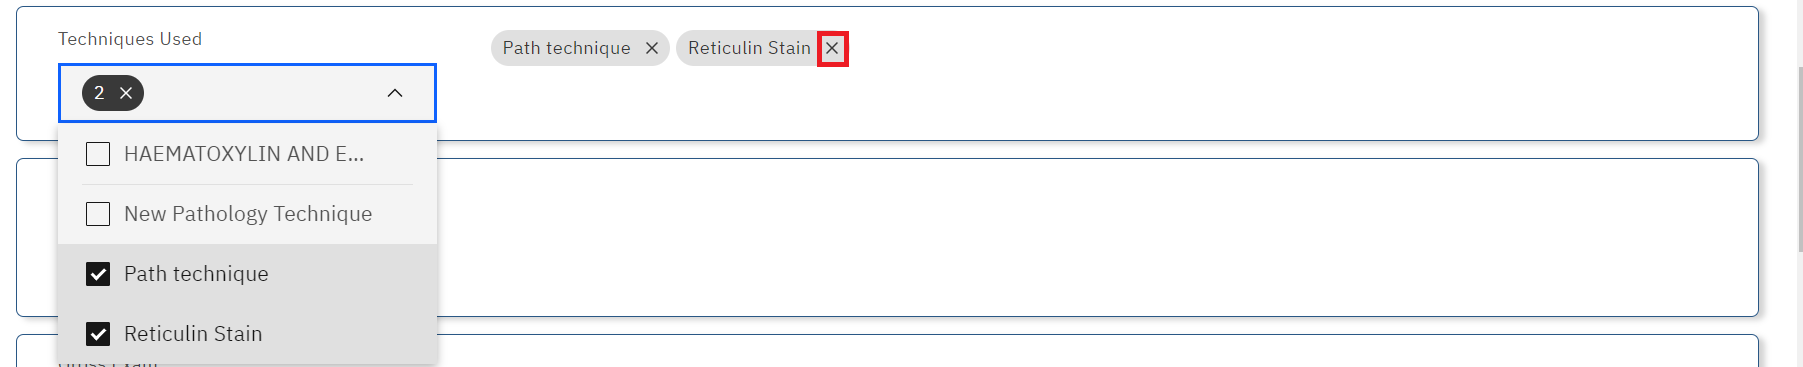 Techniques Used
Path technique
Reticulin Stain
2
HAEMATOXYLIN AND E...
New Pathology Technique
Path technique
Reticulin Stain